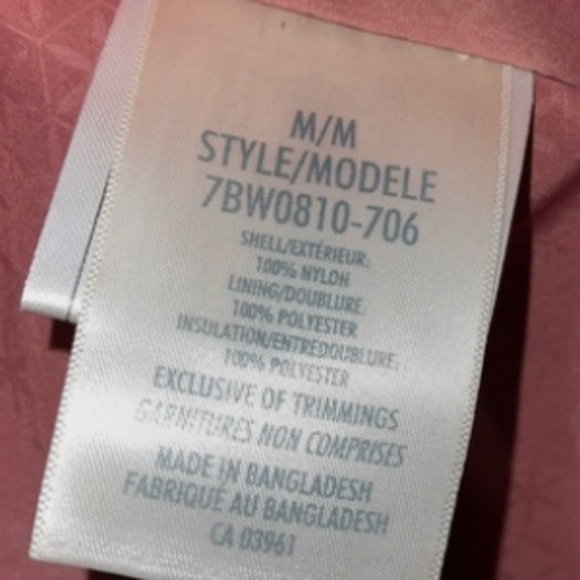 M/M
STYLE/MODELE
7BW0810-706
SHELL/EXTÉRIEUR:
100% NYLON
LINING/DOUBLURE:
100% POLYESTER
INSULATION/ENTREDOUBLURE:
100% POLYESTER
EXCLUSIVE OF TRIMMINGS
GARNITURES NON COMPRISES
MADE IN BANGLADESH
FABRIQUÉ AU BANGLADESH
CA 03961